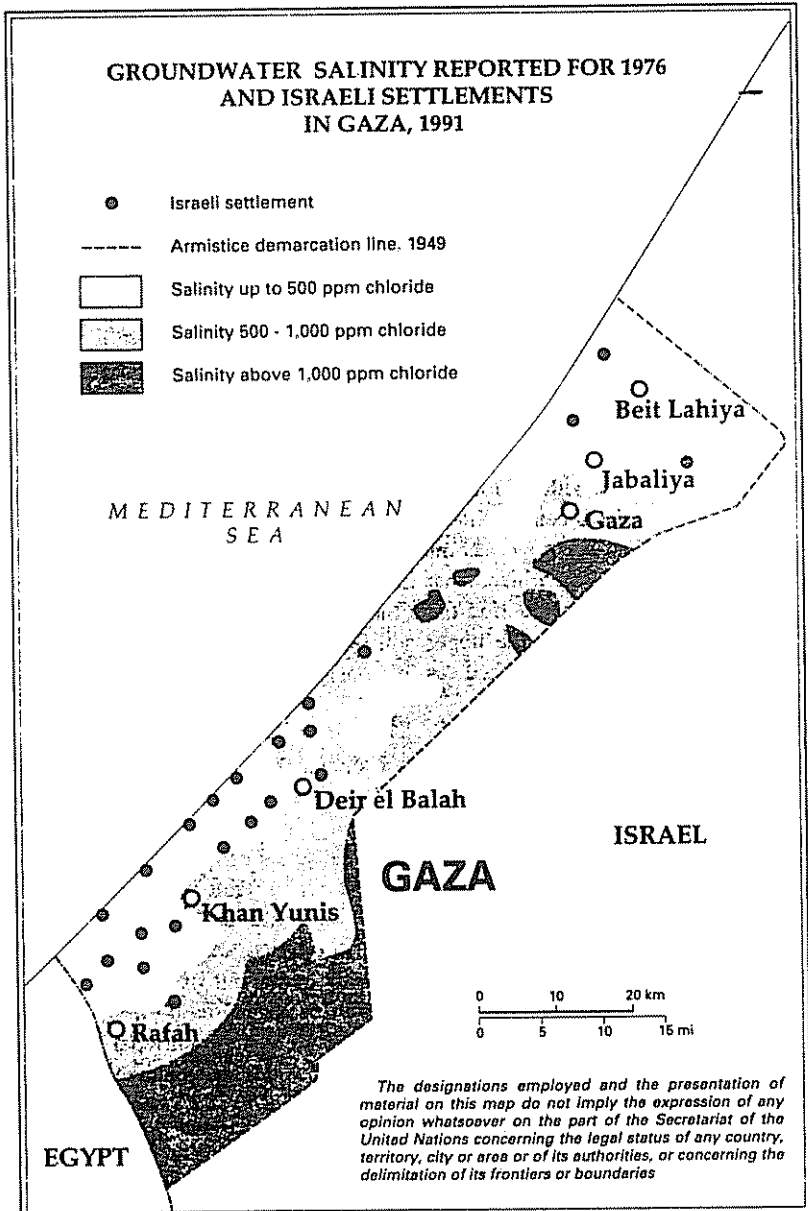 GROUNDWATER SALINITY REPORTED FOR 1976
AND ISRAELI SETTLEMENTS
IN GAZA, 1991
Israeli settlement
Armistice demarcation line, 1949
Salinity up to 500 ppm chloride
Salinity 500 - 1,000 ppm chloride
Salinity above 1,000 ppm chloride
Beit Lahiya
Jabaliya
MEDITERRANEAN
SEA
Gaza
Deir el Balah
ISRAEL
GAZA
Khan Yunis
0 10 20 km
0 5 10 15 mi
Rafah
The designations employed and the presentation of
material on this map do not imply the expression of any
opinion whatsoever on the part of the Secretariat of the
United Nations concerning the legal status of any country,
territory, city or area or of its authorities, or concerning the
delimitation of its frontiers or boundaries
EGYPT